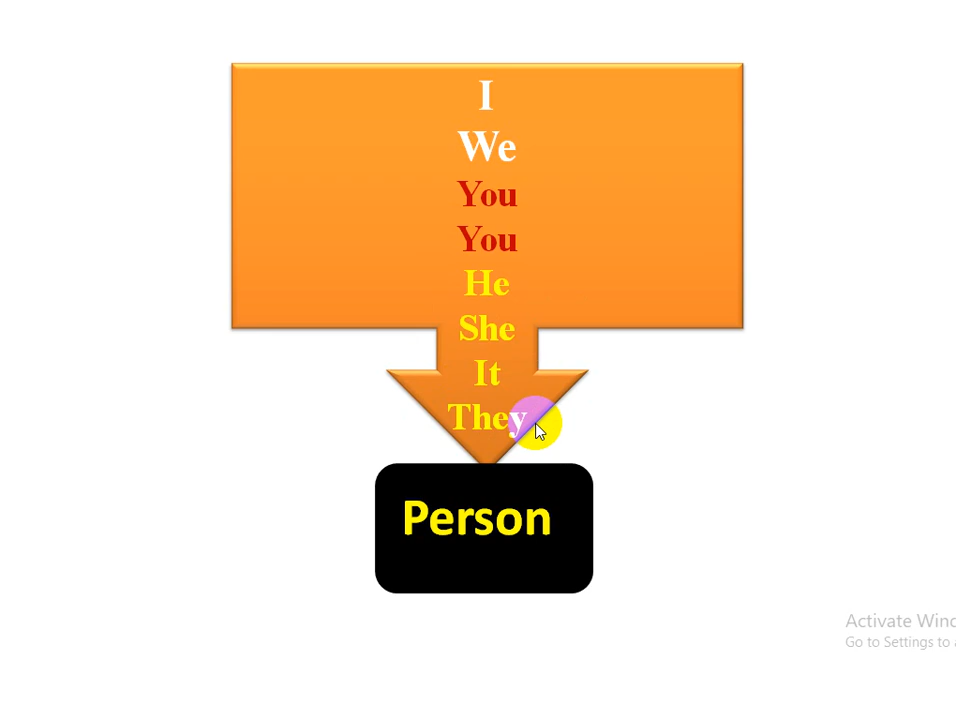 I
We
You
You
He
She
It
They
Person
Activate Wind
Go to Settings to